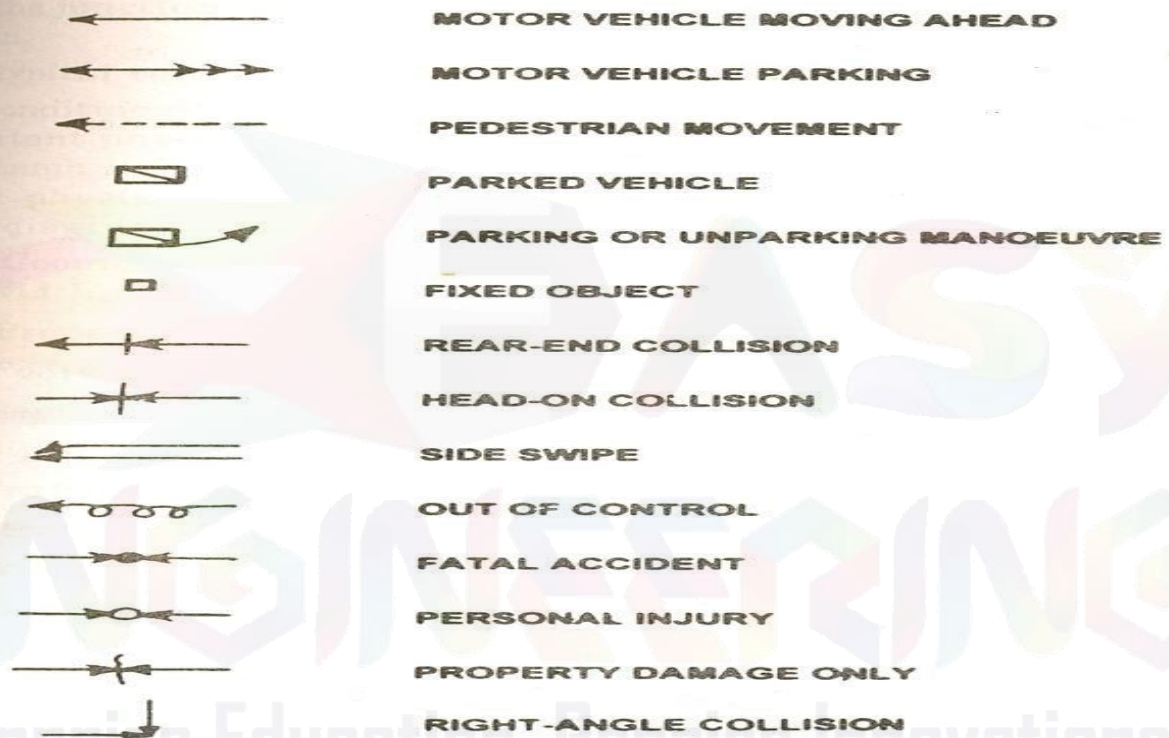 MOTOR VEHICLE MOVING AHEAD
MOTOR VEHICLE PARKING
PEDESTRIAN MOVEMENT
PARKED VEHICLE
PARKING OR UNPARKING MANOEUVRE
FIXED OBJECT
REAR-END COLLISION
HEAD-ON COLLISION
SIDE SWIPE
OUT OF CONTROL
FATAL ACCIDENT
PERSONAL INJURY
PROPERTY DAMAGE ONLY
RIGHT-ANGLE COLLISION